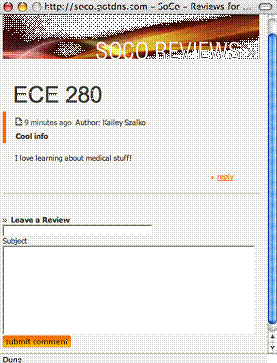 http://soco.gotdns.com - SoCo - Reviews for ...
SOCO REVIEWS
ECE 280
9 minutes ago Author: Kailey Szalko
Cool info
I love learning about medical stuff!
reply
» Leave a Review
Subject
submit comment
Done